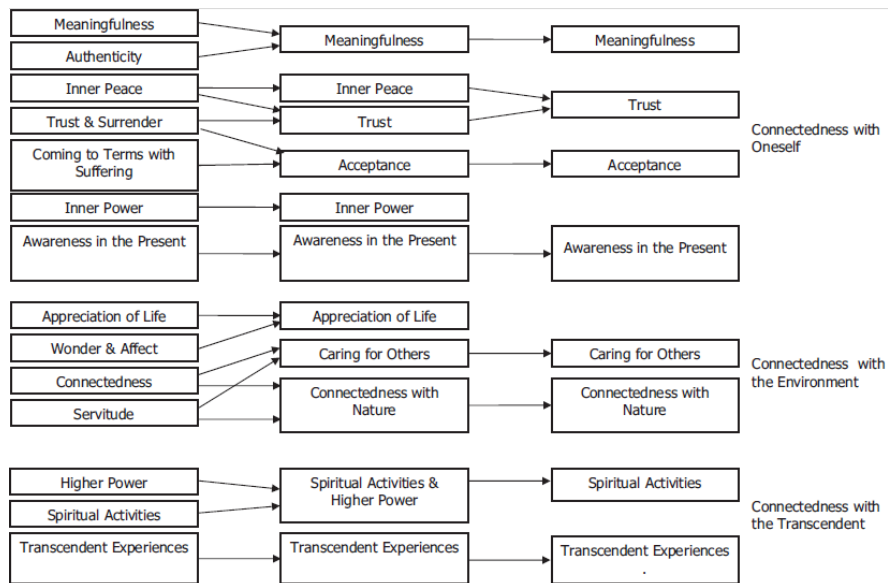 Meaningfulness
Authenticity
Meaningfulness
Meaningfulness
Inner Peace
Trust & Surrender
Coming to Terms with
Suffering
Inner Power
Awareness in the Present
Inner Peace
Trust
Acceptance
Inner Power
Awareness in the Present
Trust
Acceptance
Awareness in the Present
Connectedness with
Oneself
Appreciation of Life
Wonder & Affect
Connectedness
Servitude
Appreciation of Life
Caring for Others
Connectedness with
Nature
Caring for Others
Connectedness with
Nature
Connectedness with
the Environment
Higher Power
Spiritual Activities
Transcendent Experiences
Spiritual Activities &
Higher Power
Transcendent Experiences
Spiritual Activities
Transcendent Experiences
.
Connectedness with
the Transcendent